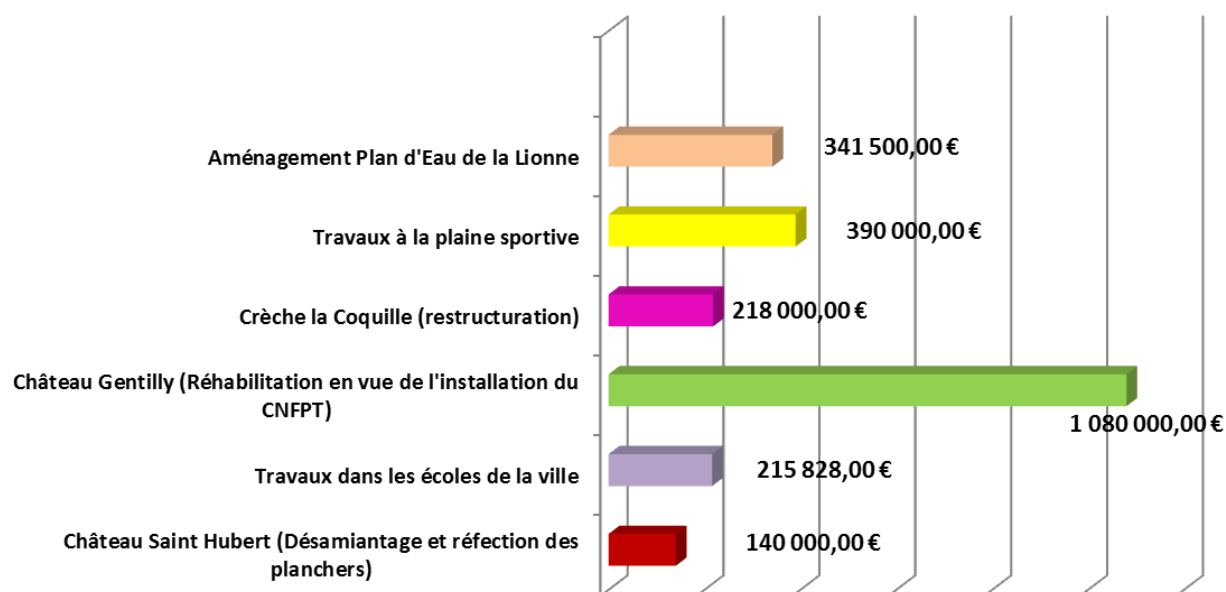 Aménagement Plan d'Eau de la Lionne
341 500,00 €
Travaux à la plaine sportive
390 000,00 €
Crèche la Coquille (restructuration)
218 000,00 €
Château Gentilly (Réhabilitation en vue de l'installation du
CNFPT)
1 080 000,00 €
Travaux dans les écoles de la ville
215 828,00 €
Château Saint Hubert (Désamiantage et réfection des
planchers)
140 000,00 €